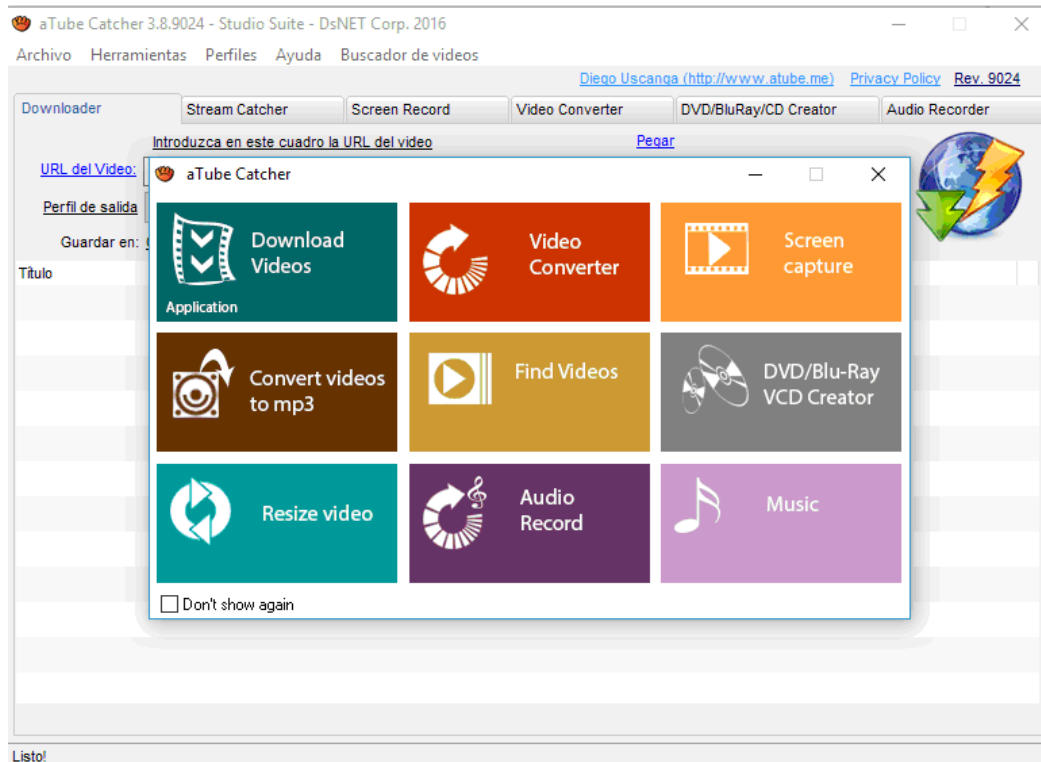 aTube Catcher 3.8.9024 - Studio Suite - DsNET Corp. 2016
Archivo Herramientas Perfiles Ayuda Buscador de videos
Diego Uscanga (http://www.atube.me) Privacy Policy Rev. 9024
Downloader Stream Catcher Screen Record Video Converter DVD/BluRay/CD Creator Audio Recorder
Introduzca en este cuadro la URL del video Pegar
URL del Video:
Perfil de salida
Guardar en:
Título
aTube Catcher
Download
Videos
Application
Video
Converter
Screen
capture
Convert videos
to mp3
Find Videos
DVD/Blu-Ray
VCD Creator
Resize video
Audio
Record
Music
Don't show again
Listo!